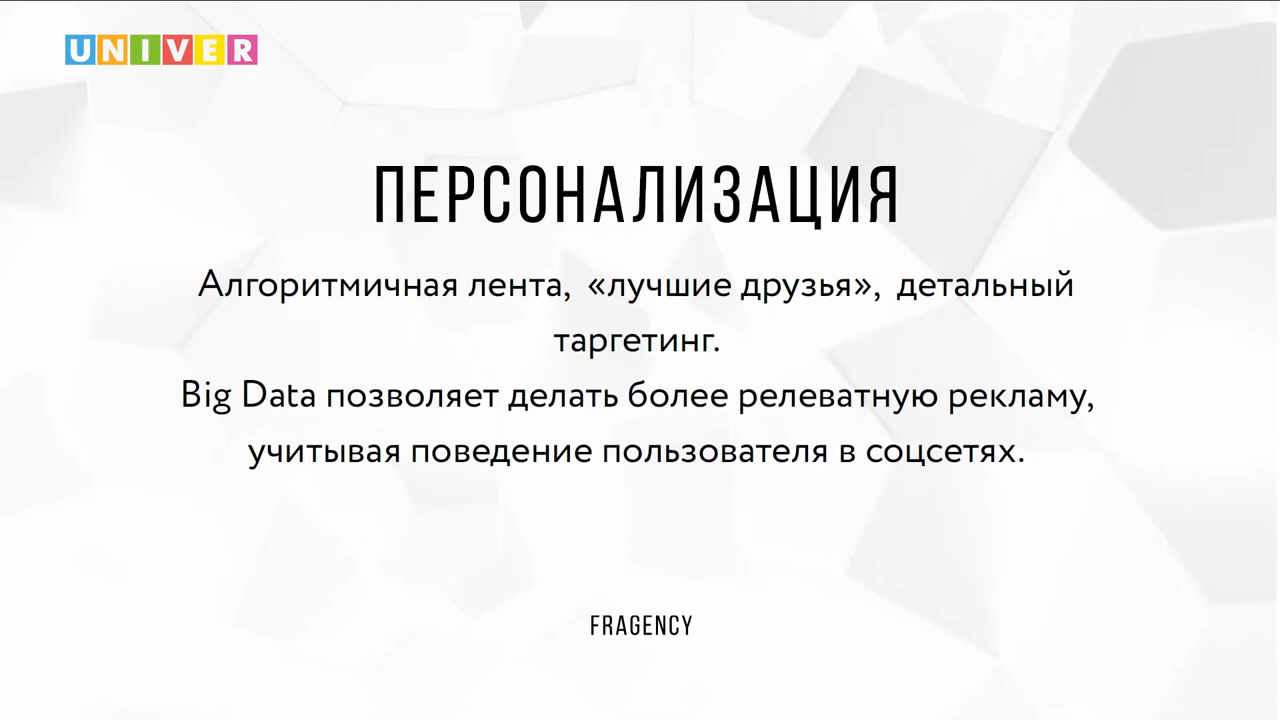 UNIVER
ПЕРСОНАЛИЗАЦИЯ
Алгоритмичная лента, «лучшие друзья», детальный
таргетинг.
Big Data позволяет делать более релеватную рекламу,
учитывая поведение пользователя в соцсетях.
FRAGENCY